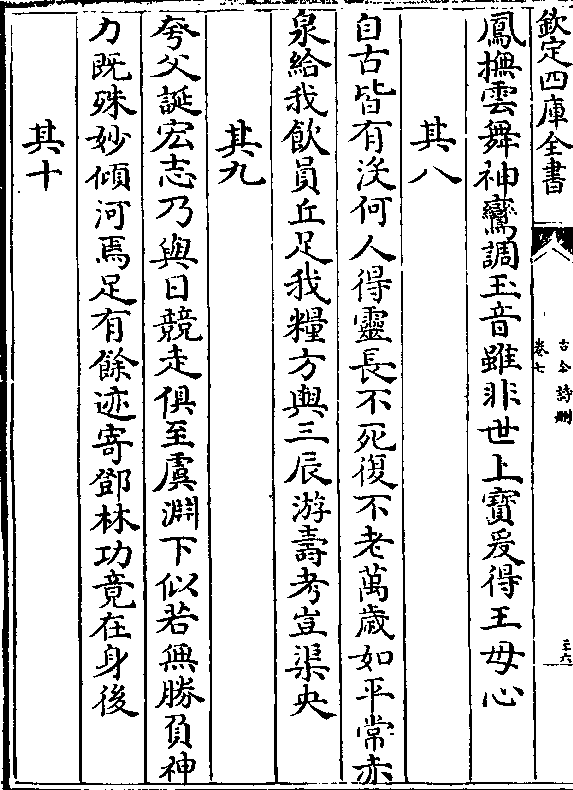 欽定四庫全書
古今詩刪
卷七
三六
鳳撫雲舞神鸞調玉音雖非世上寶爰得王母心
其八
自古皆有沒何人得靈長不死復不老萬歲如平常赤
泉給我飲員丘足我糧方與三辰游壽考豈渠央
其九
夸父誕宏志乃與日競走俱至虞淵下似若無勝負神
力既殊妙傾河焉足有餘迹寄鄧林功竟在身後
其十